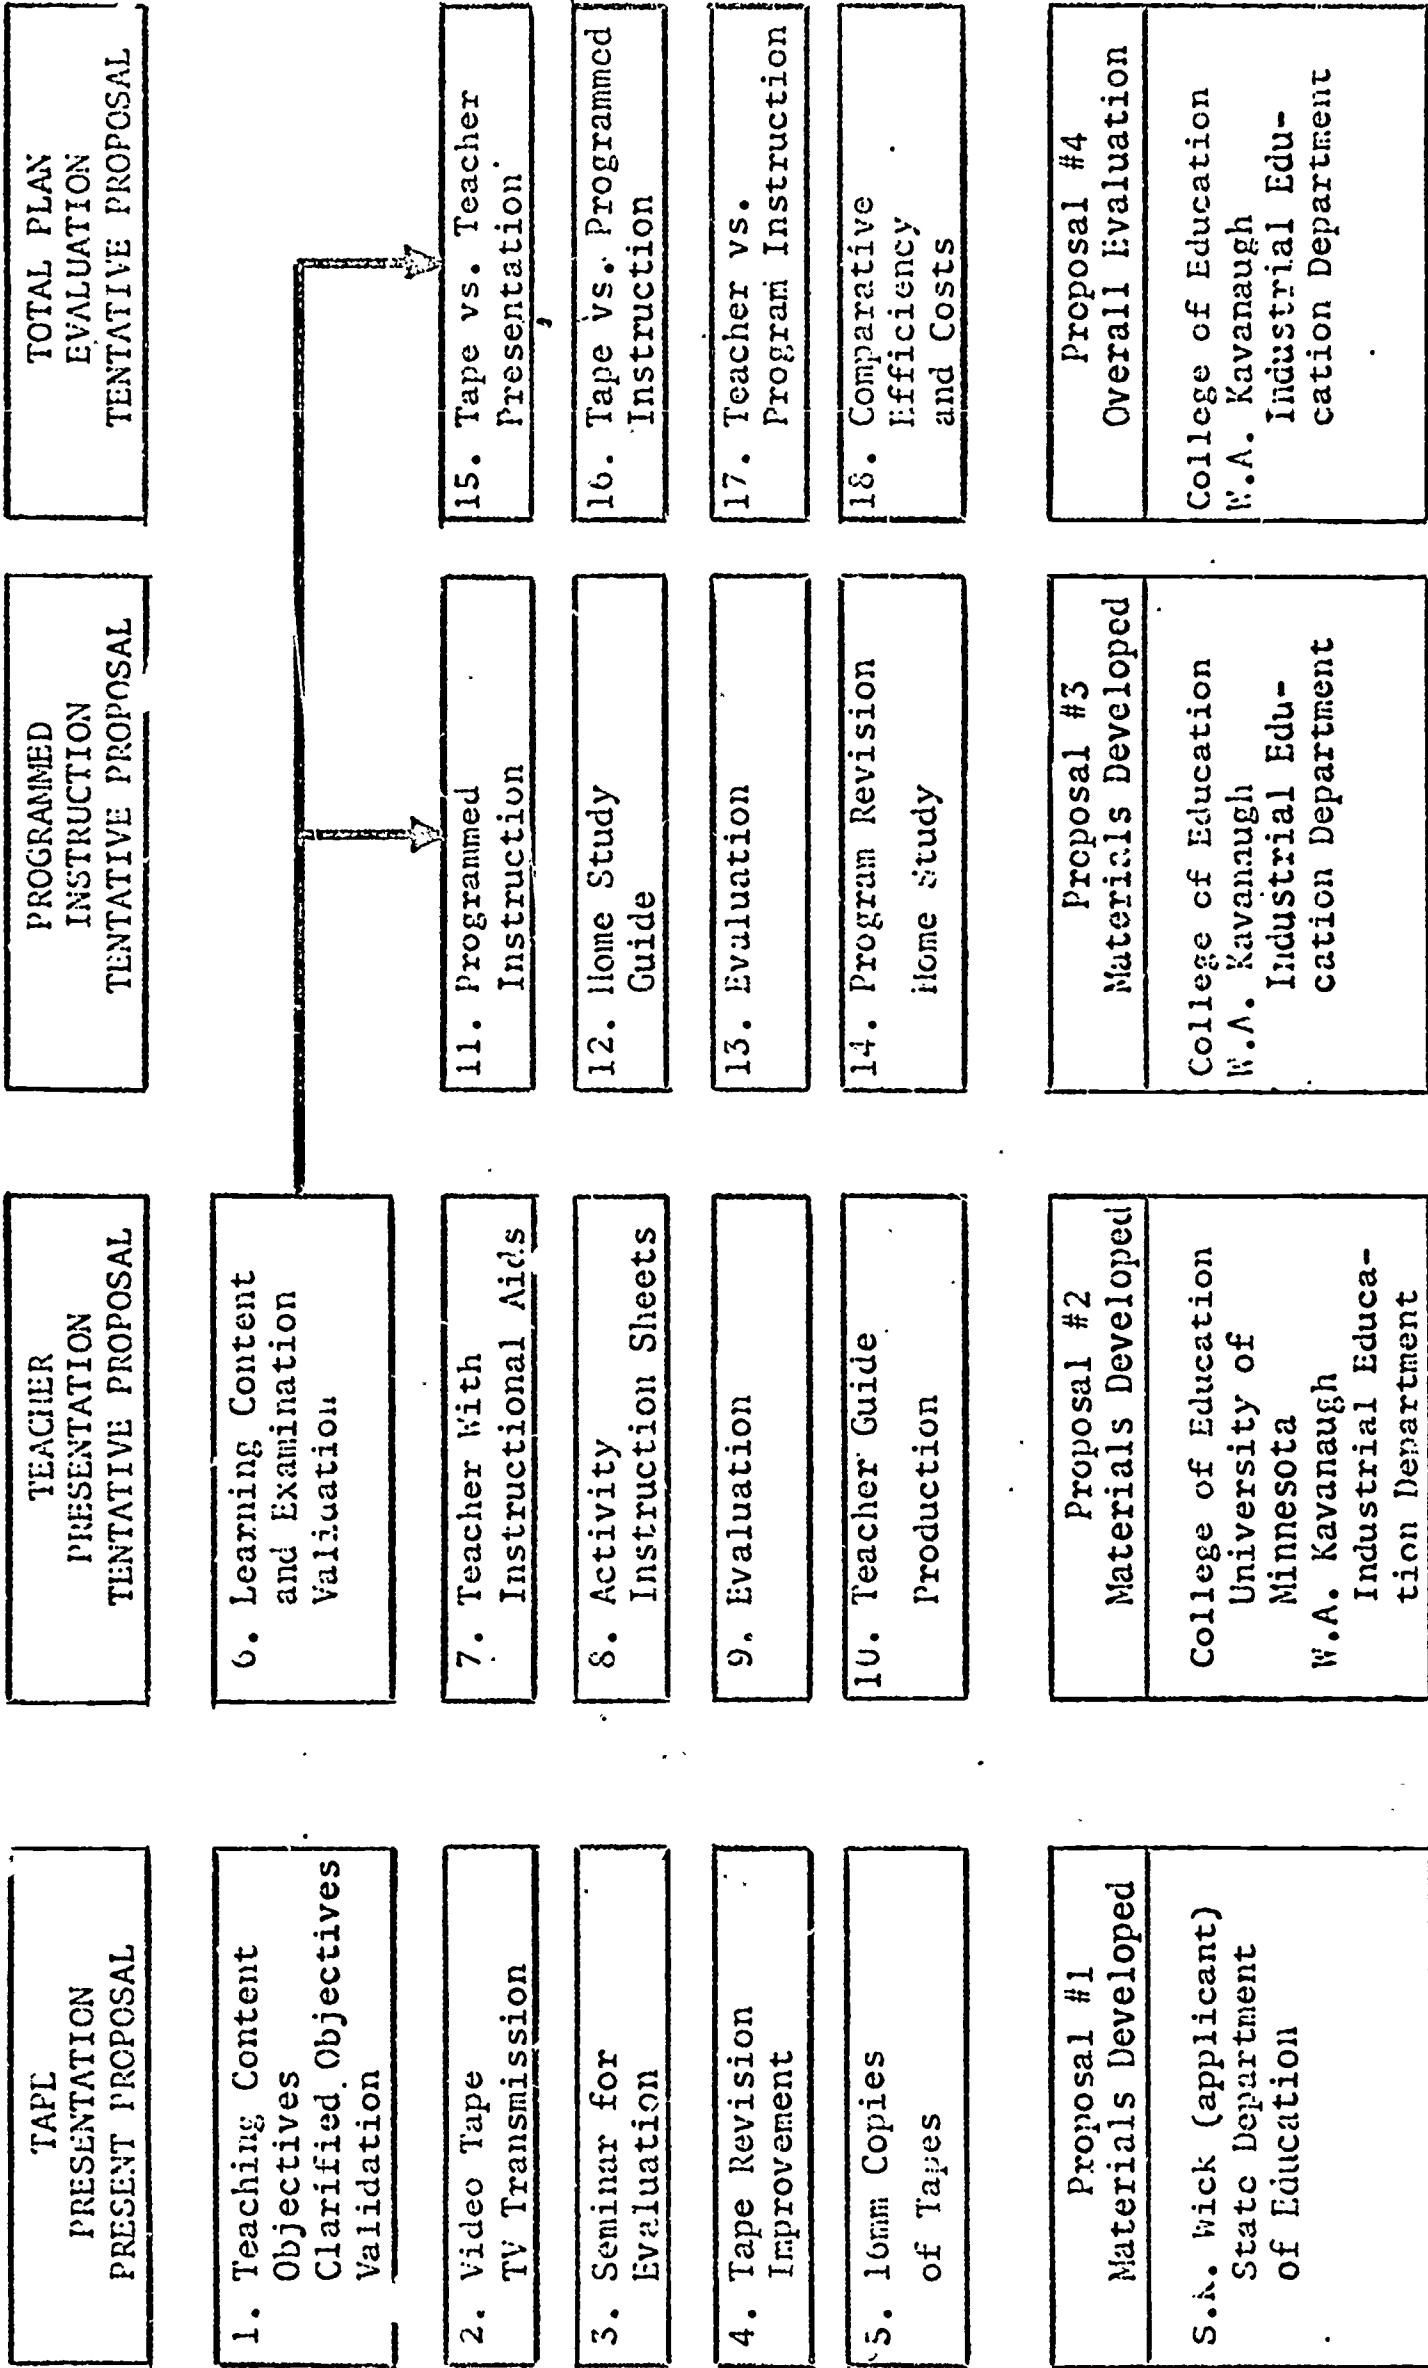 TAPE
PRESENTATION
PRESENT PROPOSAL
1. Teaching Content
Objectives
Clarified Objectives
Validation
2. Video Tape
TV Transmission
3. Seminar for
Evaluation
4. Tape Revision
Improvement
5. 16mm Copies
of Tapes
Proposal #1
Materials Developed
S.K. Wick (applicant)
State Department
of Education
TEACHER
PRESENTATION
TENTATIVE PROPOSAL
6. Learning Content
and Examination
Validation
7. Teacher With
Instructional Aids
8. Activity
Instruction Sheets
9. Evaluation
10. Teacher Guide
Production
Proposal #2
Materials Developed
College of Education
University of
Minnesota
W.A. Kavanaugh
Industrial Educa-
tion Department
PROGRAMMED
INSTRUCTION
TENTATIVE PROPOSAL
11. Programmed
Instruction
12. Home Study
Guide
13. Evaluation
14. Program Revision
Home Study
Proposal #3
Materials Developed
College of Education
W.A. Kavanaugh
Industrial Edu-
cation Department
TOTAL PLAN
EVALUATION
TENTATIVE PROPOSAL
15. Tape vs. Teacher
Presentation
16. Tape vs. Programmed
Instruction
17. Teacher vs.
Program Instruction
18. Comparative
Efficiency
and Costs
Proposal #4
Overall Evaluation
College of Education
W.A. Kavanaugh
Industrial Edu-
cation Department